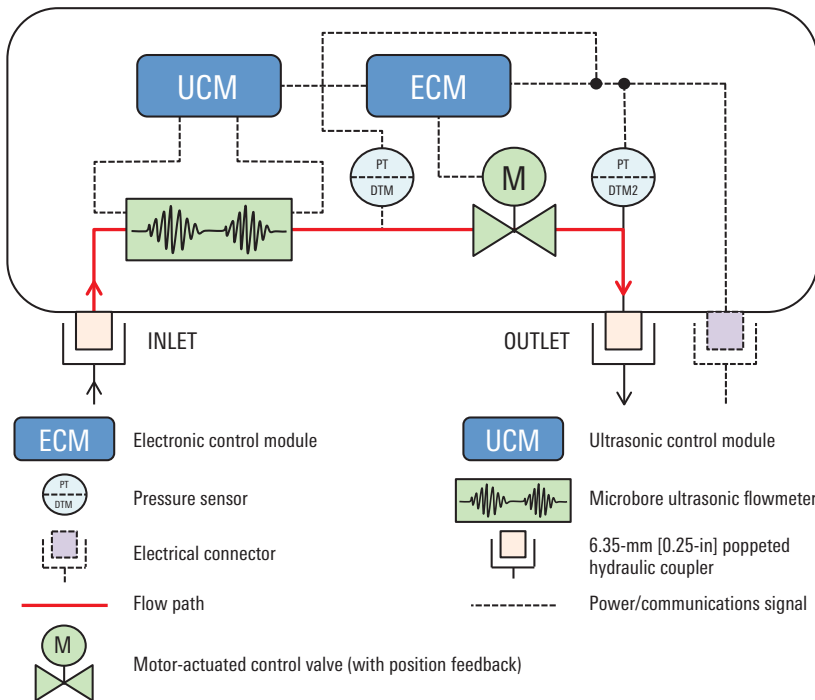 UCM
ECM
PT
DTM
M
PT
DTM2
INLET
OUTLET
ECM
Electronic control module
UCM
Ultrasonic control module
PT
DTM
Pressure sensor
Microbore ultrasonic flowmeter
Electrical connector
6.35-mm [0.25-in] poppeted
hydraulic coupler
Flow path
Power/communications signal
M
Motor-actuated control valve (with position feedback)